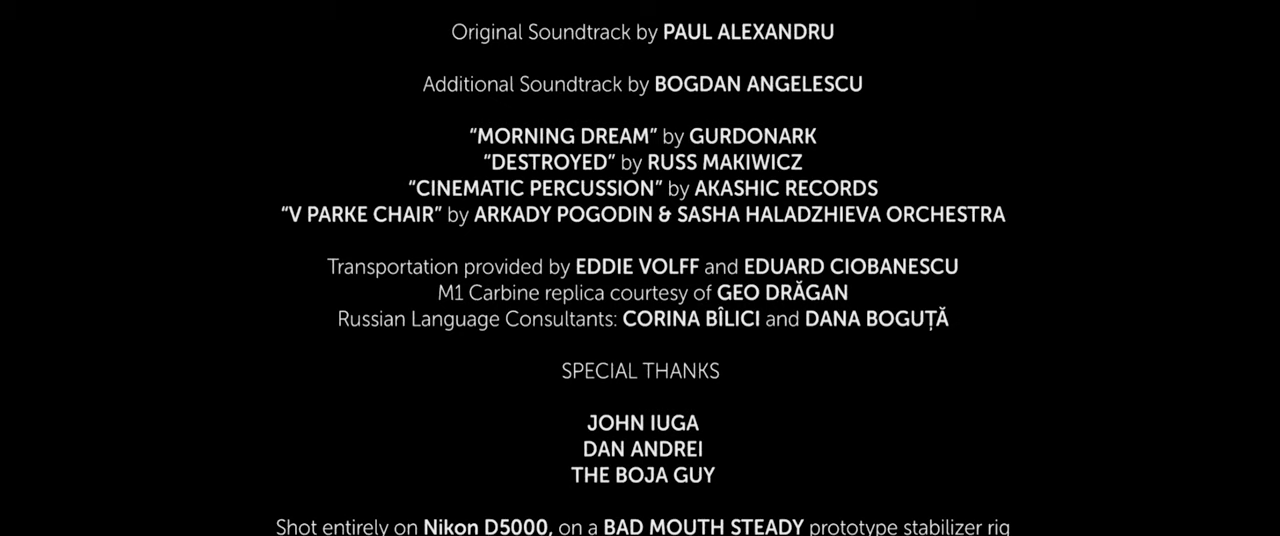 Original Soundtrack by PAUL ALEXANDRU
Additional Soundtrack by BOGDAN ANGELESCU
“MORNING DREAM” by GURDONARK
“DESTROYED” by RUSS MAKIWICZ
“CINEMATIC PERCUSSION” by AKASHIC RECORDS
“V PARKE CHAIR” by ARKADY POGODIN & SASHA HALADZHIEVA ORCHESTRA
Transportation provided by EDDIE VOLFF and EDUARD CIOBANESCU
M1 Carbine replica courtesy of GEO DRĂGAN
Russian Language Consultants: CORINA BÎLICI and DANA BOGUȚĂ
SPECIAL THANKS
JOHN IUGA
DAN ANDREI
THE BOJA GUY
Shot entirely on Nikon D5000, on a BAD MOUTH STEADY prototype stabilizer rig